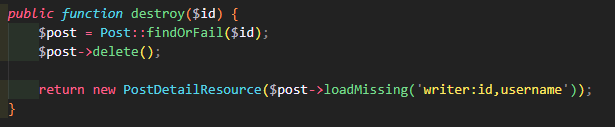 public function destroy($id) {
$post = Post::findOrFail($id);
$post->delete();
return new PostDetailResource($post->loadMissing('writer:id,username'));
}